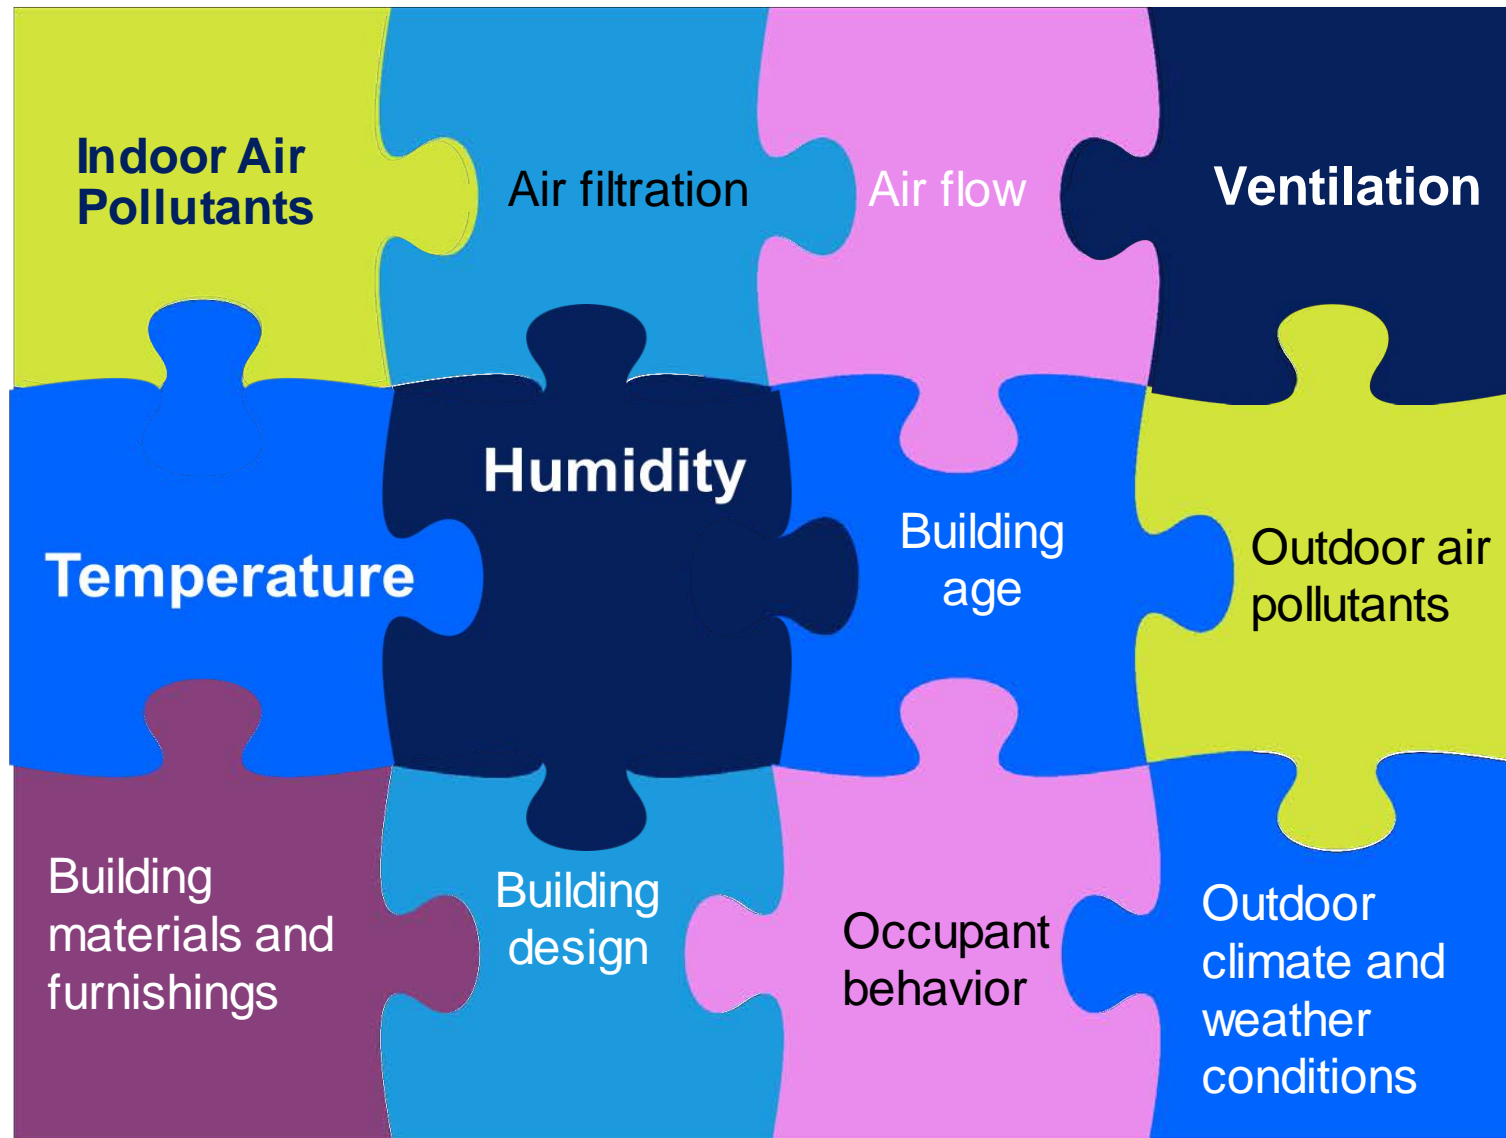 Indoor Air
Pollutants
Air filtration
Air flow
Ventilation
Temperature
Humidity
Building
age
Outdoor air
pollutants
Building
materials and
furnishings
Building
design
Occupant
behavior
Outdoor
climate and
weather
conditions